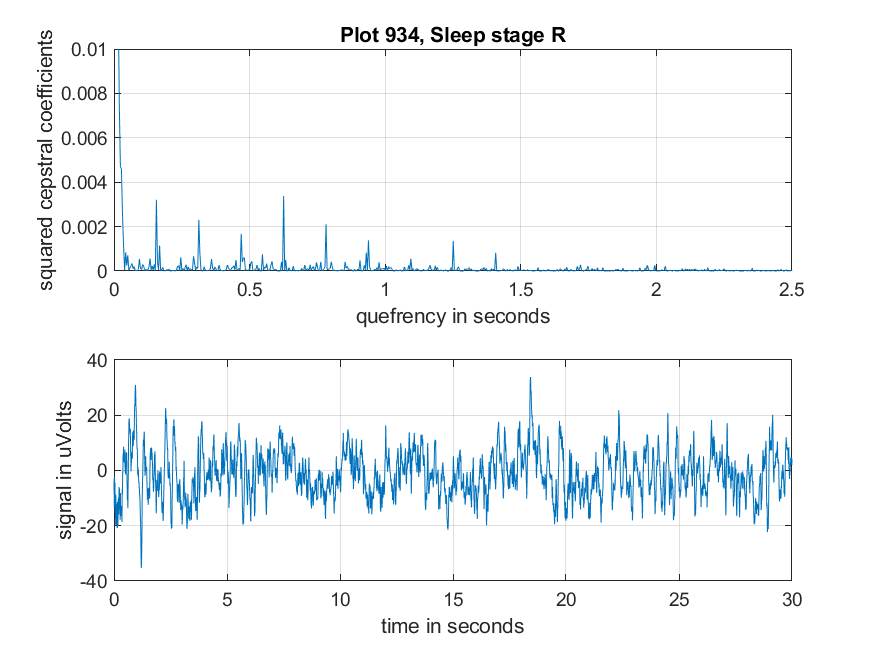 Plot 934, Sleep stage R
squared cepstral coefficients
0.01
0.008
0.006
0.004
0.002
0
0 0.5 1 1.5 2 2.5
quefrency in seconds
signal in uVolts
40
20
0
-20
-40
0 5 10 15 20 25 30
time in seconds